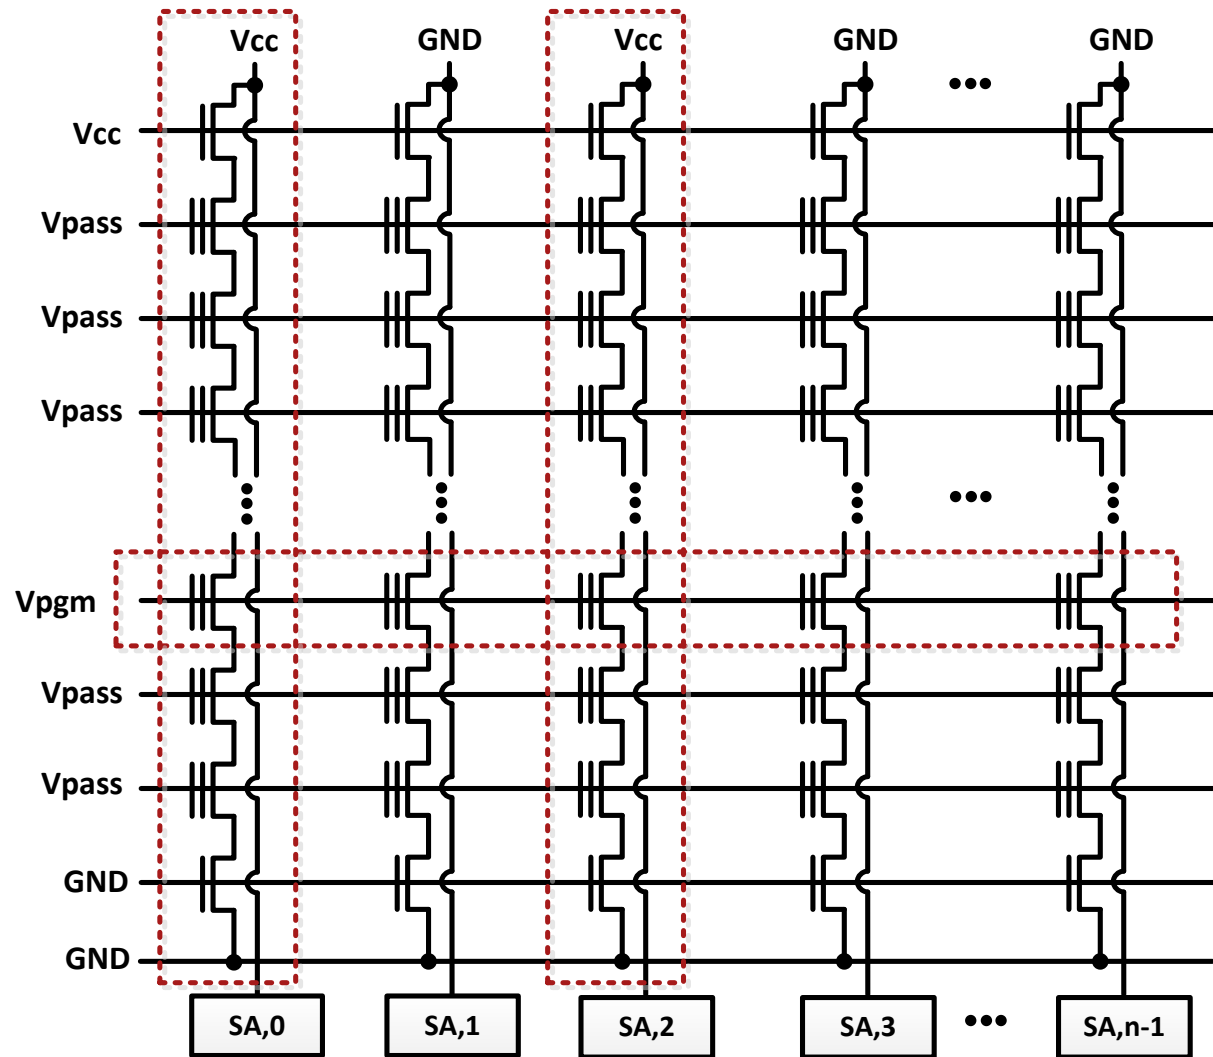 Vcc GND Vcc GND GND
Vcc
Vpass
Vpass
Vpass
Vpgm
Vpass
Vpass
GND
GND
SA,0 SA,1 SA,2 SA,3 SA,n-1